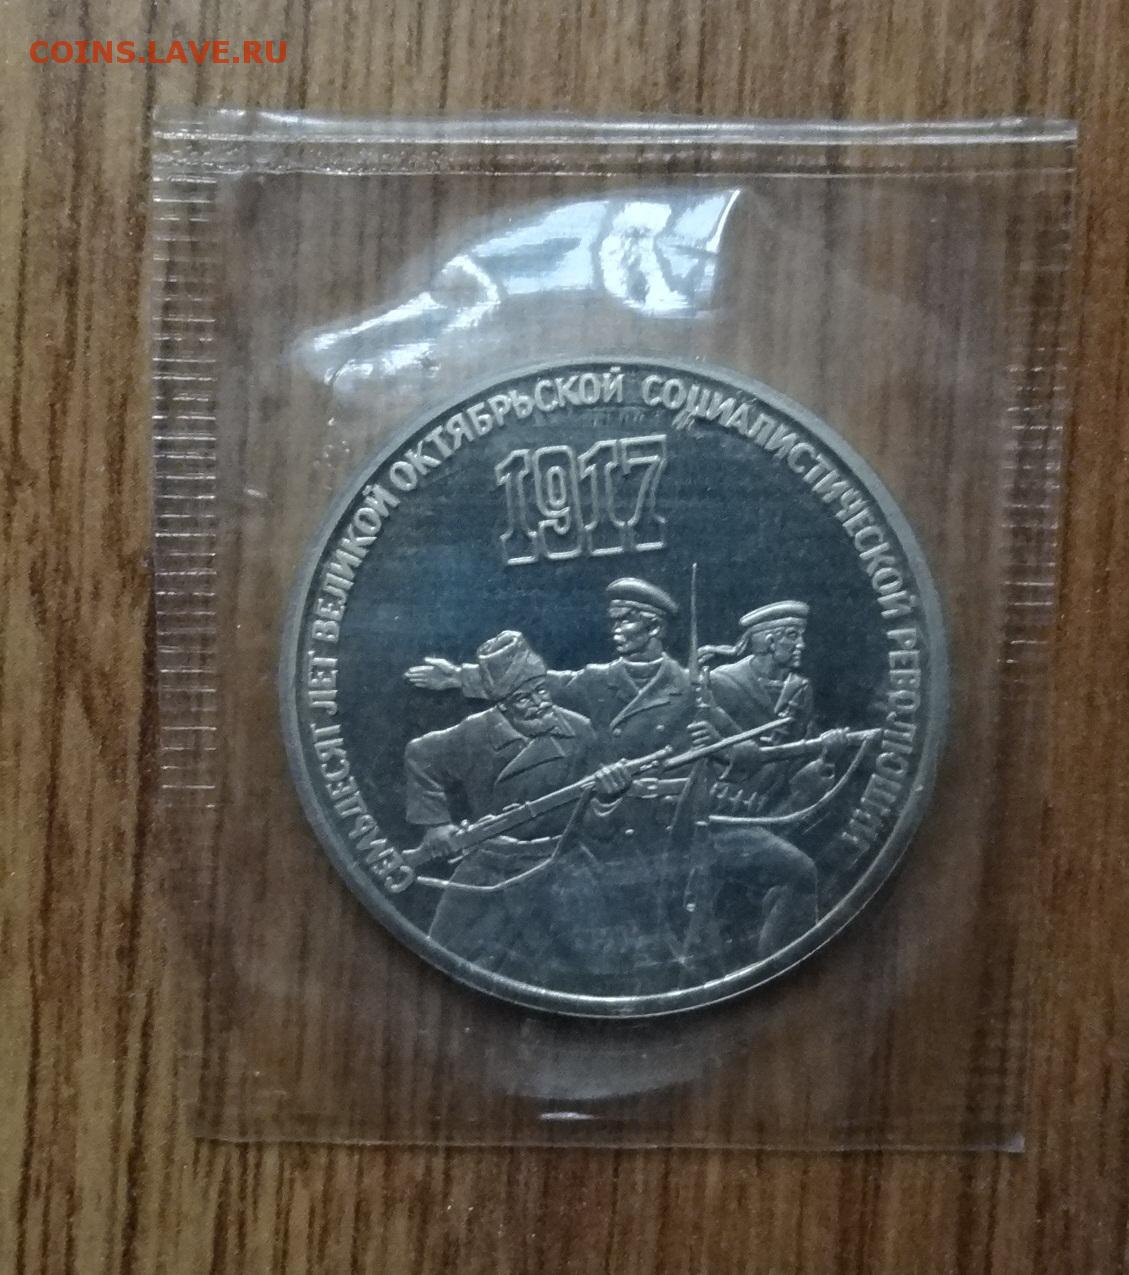 COINS.LAVE.RU
СЕМЬДЕСЯТ ЛЕТ ВЕЛИКОЙ ОКТЯБРЬСКОЙ СОЦИАЛИСТИЧЕСКОЙ РЕВОЛЮЦИИ
1917